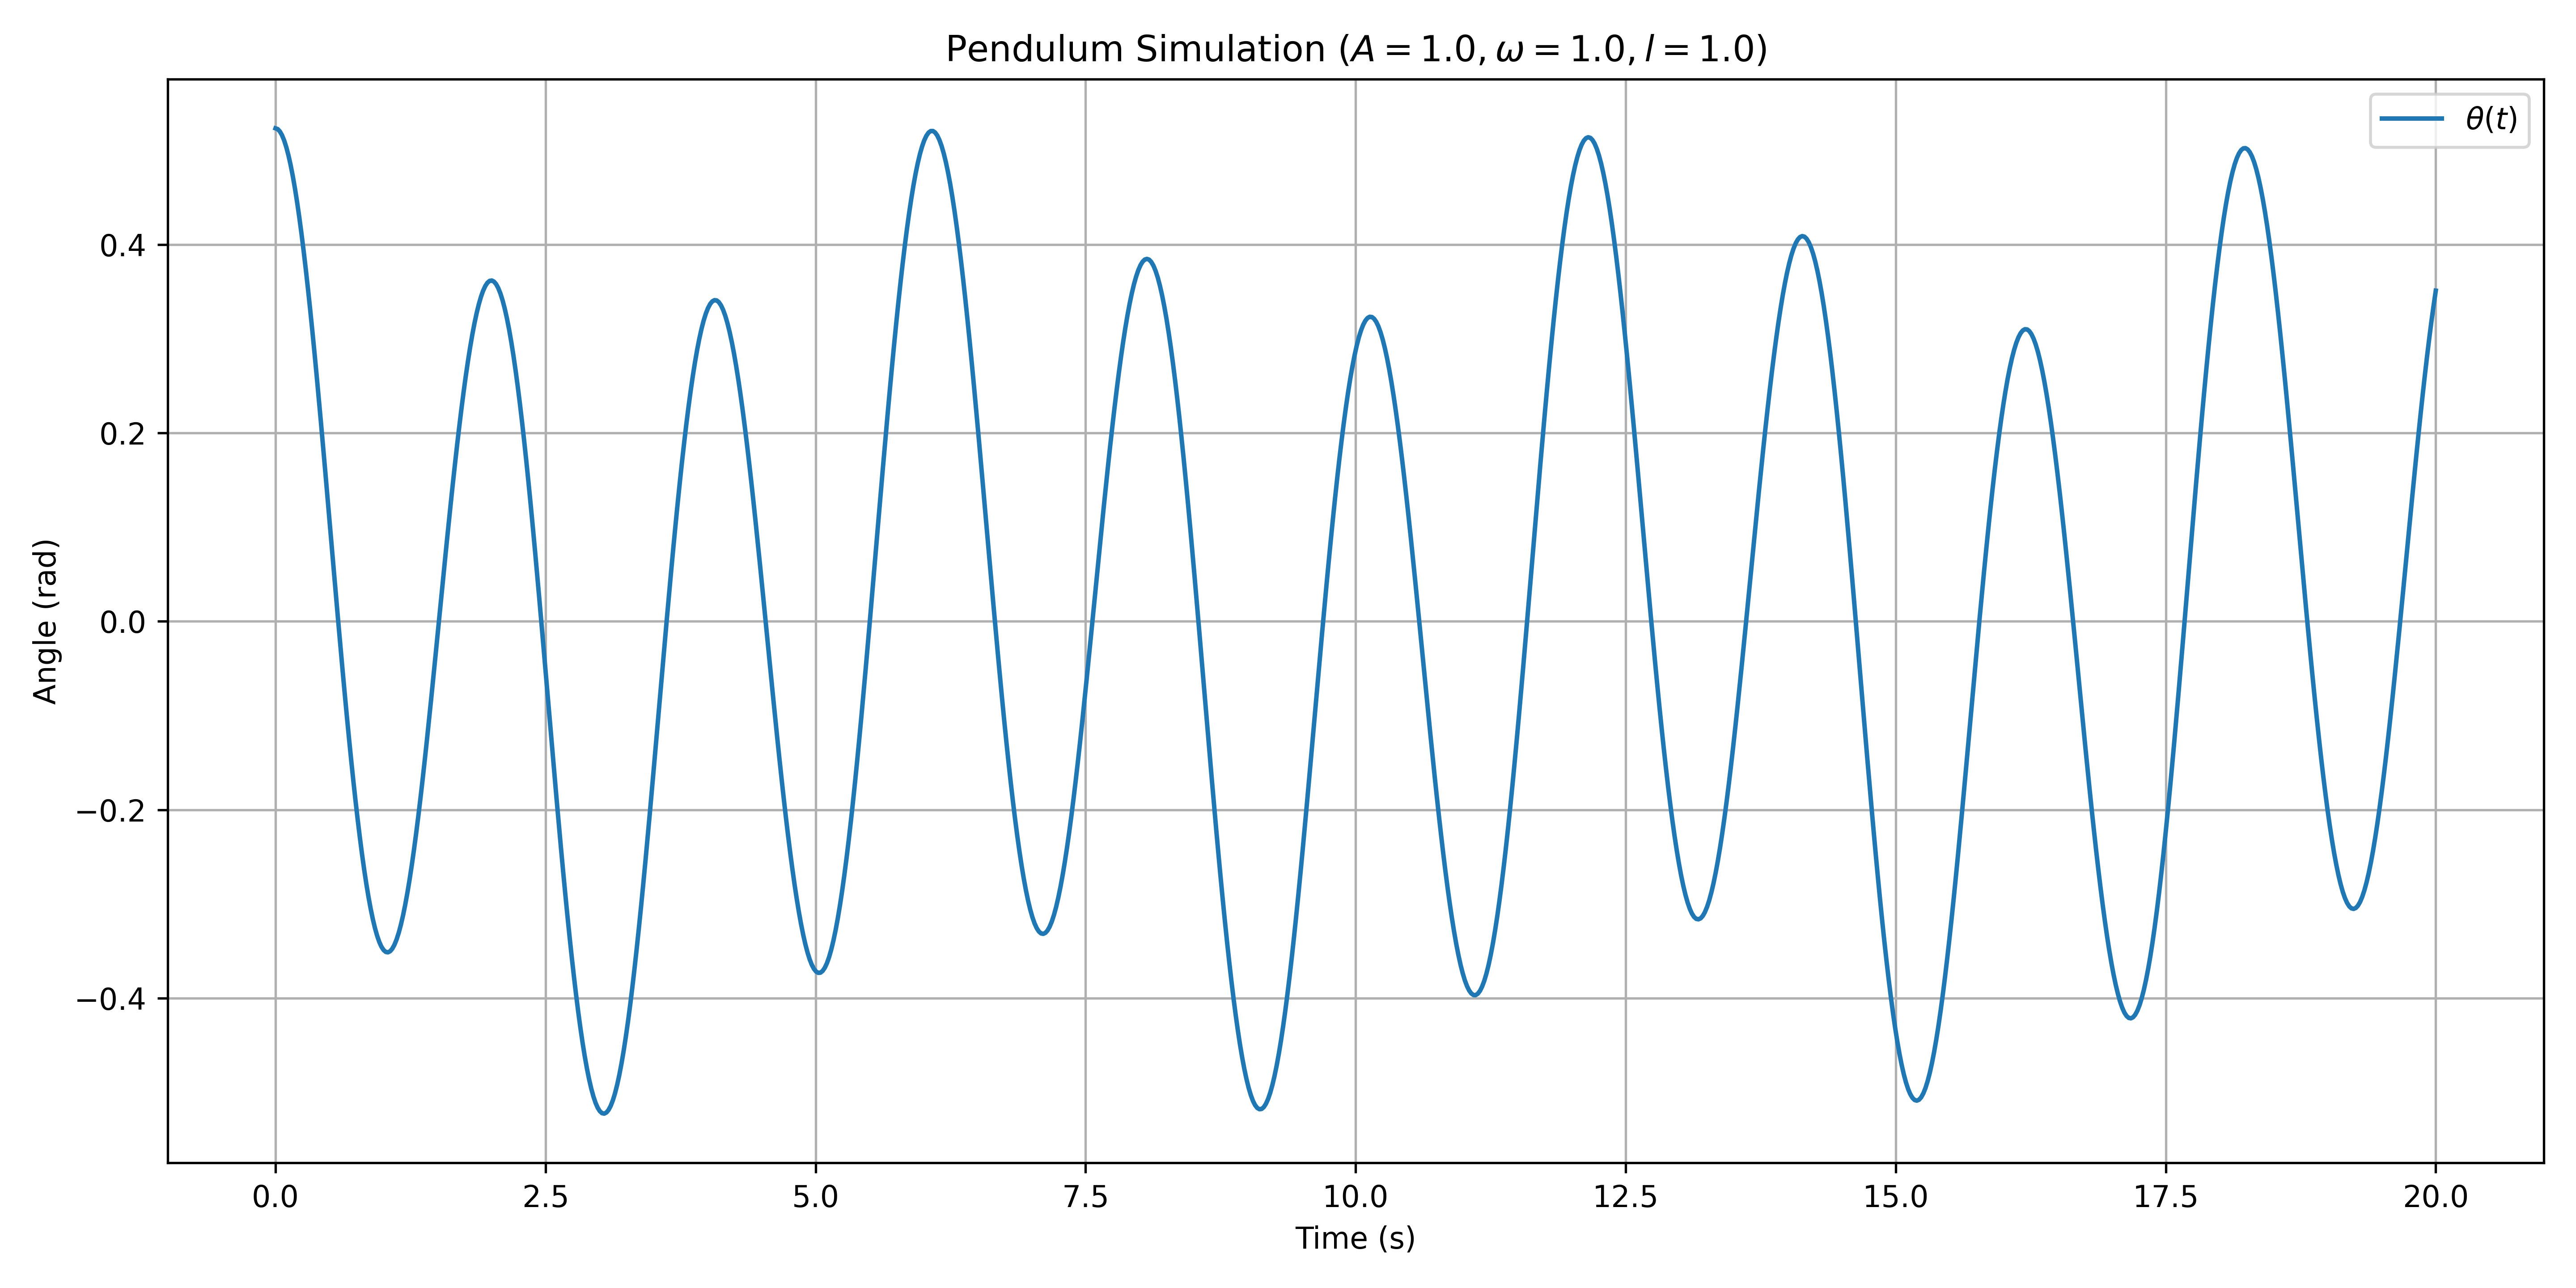 Pendulum Simulation (A = 1.0, ω = 1.0, l = 1.0)
θ(t)
Angle (rad)
0.4
0.2
0.0
−0.2
−0.4
0.0 2.5 5.0 7.5 10.0 12.5 15.0 17.5 20.0
Time (s)